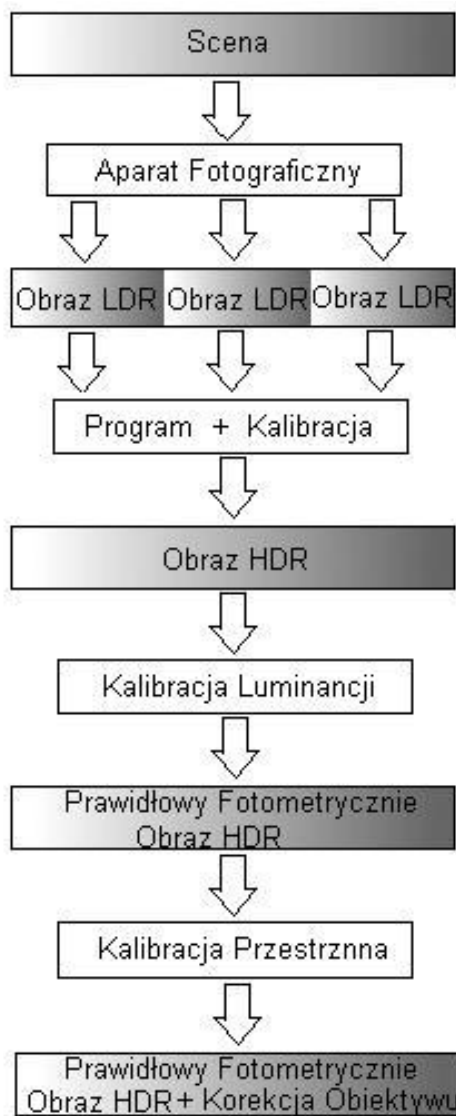 Scena
Aparat Fotograficzny
Obraz LDR Obraz LDR Obraz LDR
Program + Kalibracja
Obraz HDR
Kalibracja Luminancji
Prawidłowy Fotometrycznie
Obraz HDR
Kalibracja Przestrznna
Prawidłowy Fotometrycznie
Obraz HDR+ Korekcja Obiektywu